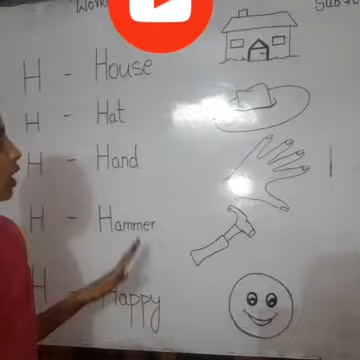 H - House
H - Hat
H - Hand
H - Hammer
H - Happy